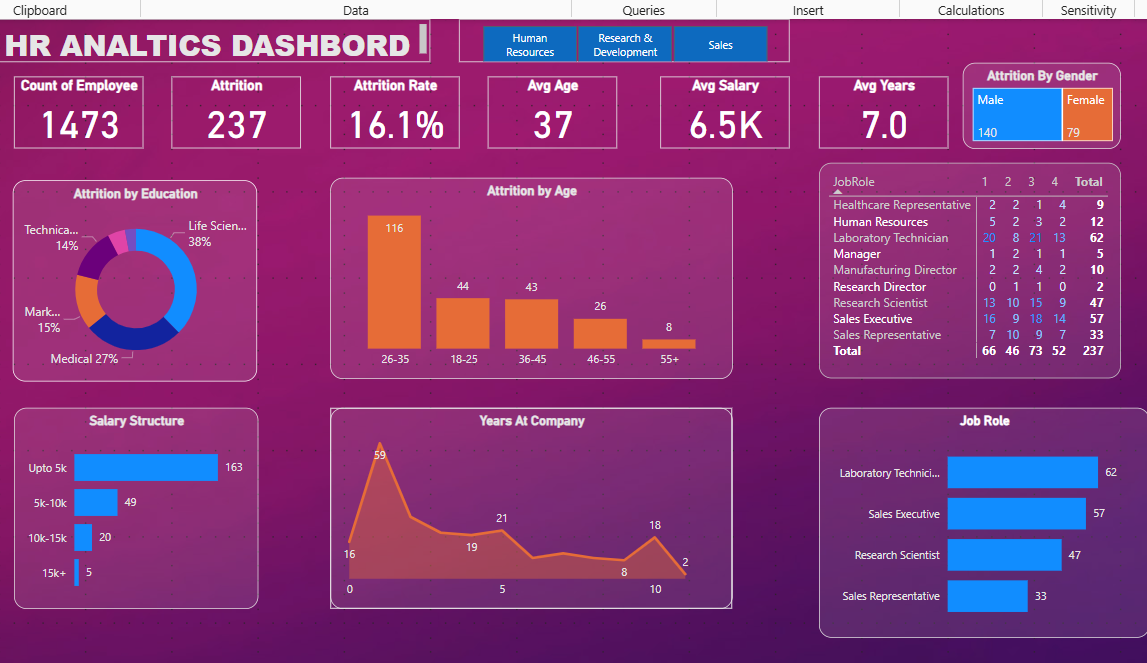 Clipboard Data Queries Insert Calculations Sensitivity
HR ANALTICS DASHBORD
Human
Resources
Research &
Development
Sales
Count of Employee
1473
Attrition
237
Attrition Rate
16.1%
Avg Age
37
Avg Salary
6.5K
Avg Years
7.0
Attrition By Gender
Male Female
140 79
Attrition by Education
Technica...
14%
Life Scien...
38%
Mark...
15%
Medical 27%
Attrition by Age
116
44
43
26
8
26-35 18-25 36-45 46-55 55+
JobRole 1 2 3 4 Total
Healthcare Representative 2 2 1 4 9
Human Resources 5 2 3 2 12
Laboratory Technician 20 8 21 13 62
Manager 1 2 1 1 5
Manufacturing Director 2 2 4 2 10
Research Director 0 1 1 0 2
Research Scientist 13 10 15 9 47
Sales Executive 16 9 18 14 57
Sales Representative 7 10 9 7 33
Total 66 46 73 52 237
Salary Structure
Upto 5k 163
5k-10k 49
10k-15k 20
15k+ 5
Years At Company
59
21
18
16
19
2
8
0 5 10
Job Role
Laboratory Technici... 62
Sales Executive 57
Research Scientist 47
Sales Representative 33